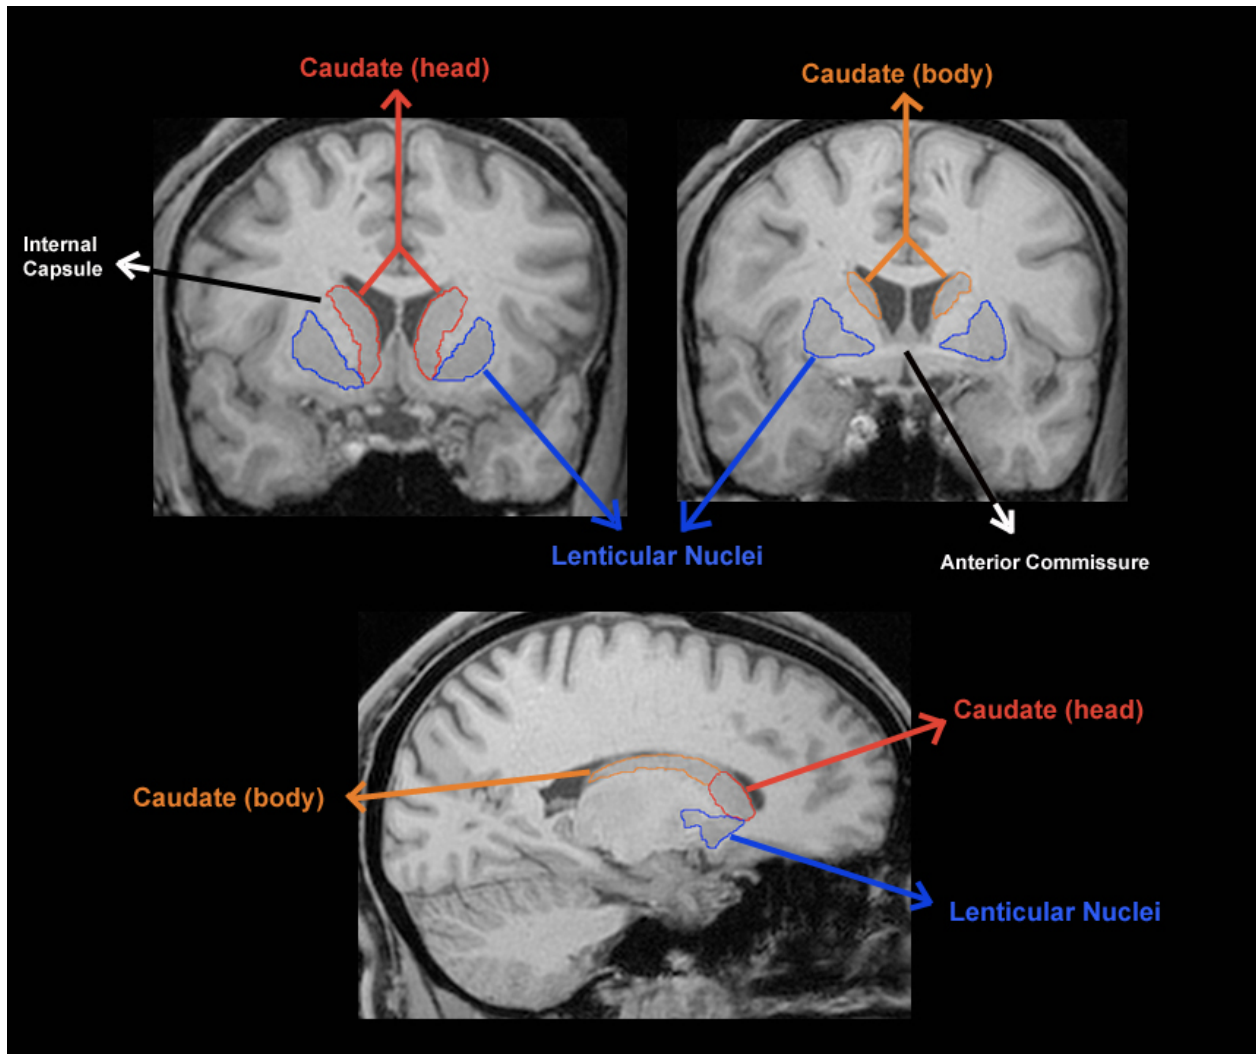 Caudate (head)
Caudate (body)
Internal
Capsule
Lenticular Nuclei
Anterior Commissure
Caudate (head)
Caudate (body)
Lenticular Nuclei